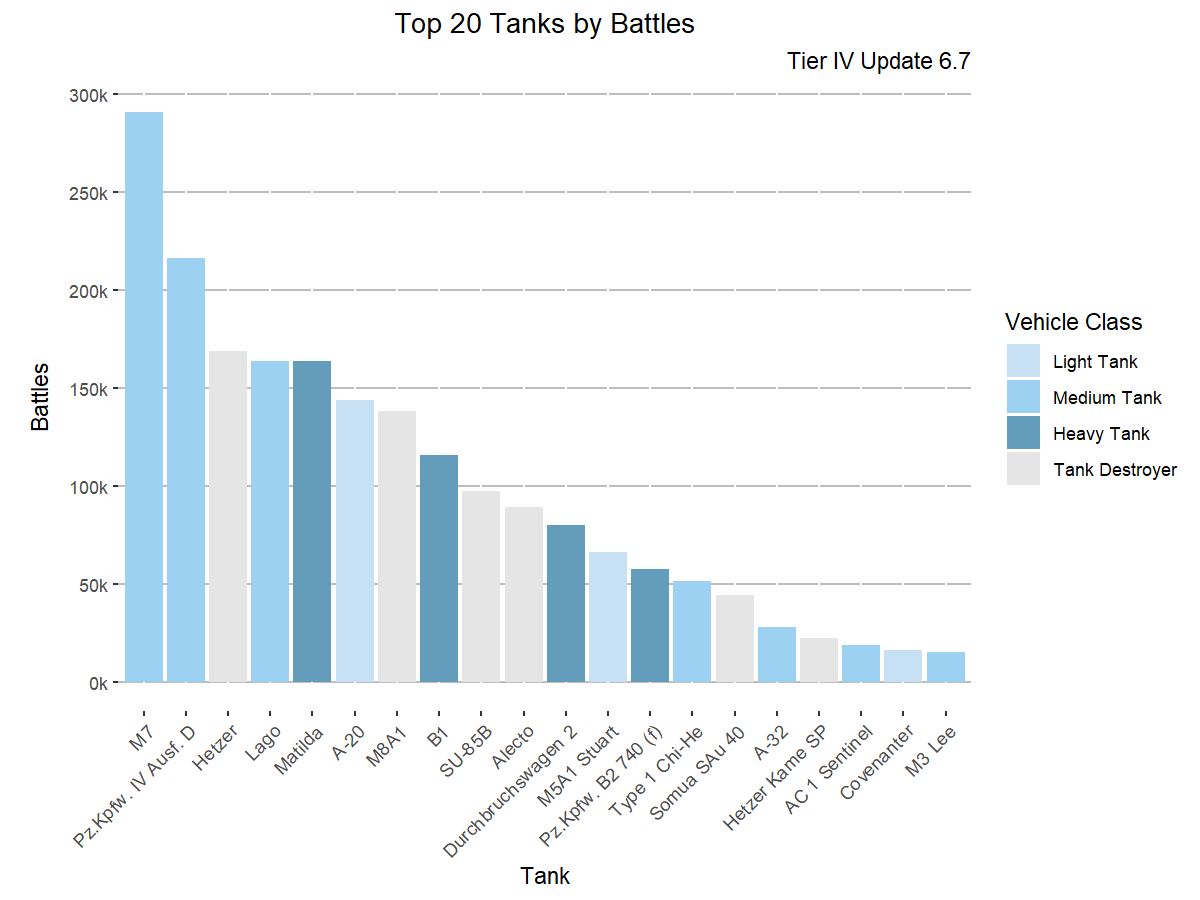 Top 20 Tanks by Battles
Tier IV Update 6.7
300k
250k
200k
150k
100k
50k
0k
Battles
M7
Pz.Kpfw. IV Ausf. D
Hetzer
Lago
Matilda
A-20
M8A1
B1
SU-85B
Alecto
Durchbruchswagen 2
M5A1 Stuart
Pz.Kpfw. B2 740 (f)
Type 1 Chi-He
Somua SAu 40
A-32
Hetzer Kame SP
AC 1 Sentinel
Covenanter
M3 Lee
Tank
Vehicle Class
Light Tank
Medium Tank
Heavy Tank
Tank Destroyer